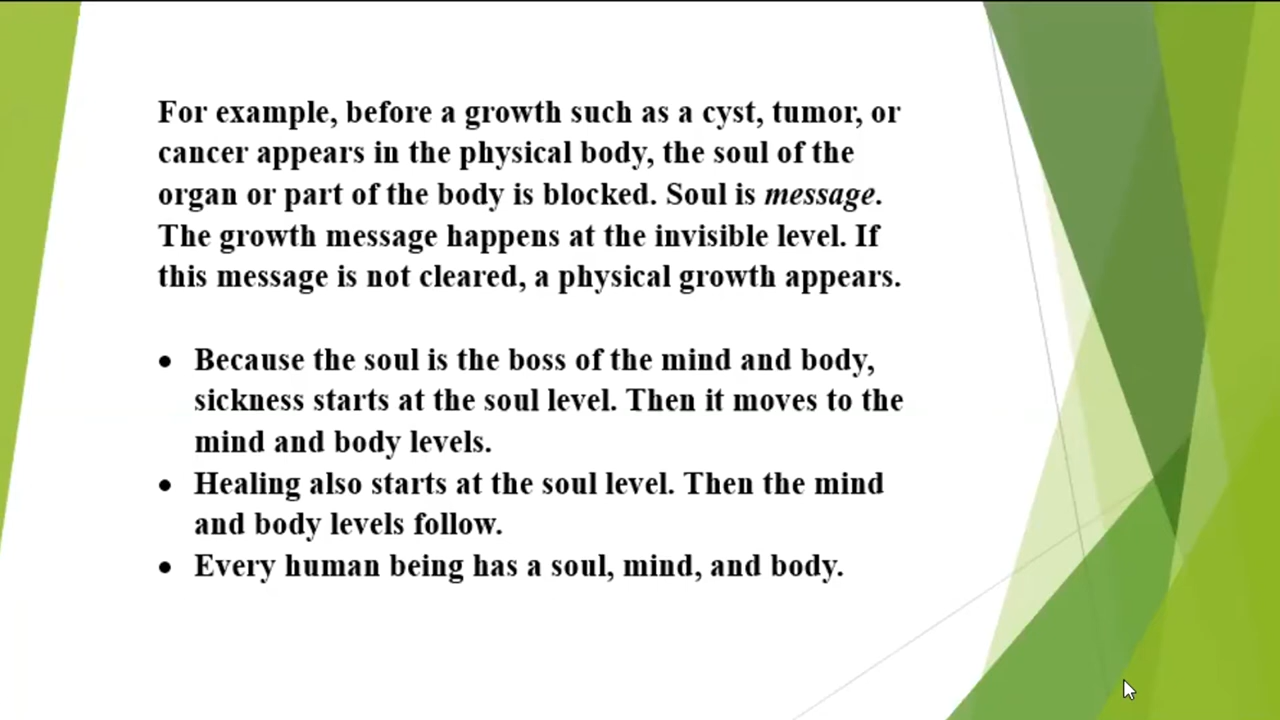 For example, before a growth such as a cyst, tumor, or
cancer appears in the physical body, the soul of the
organ or part of the body is blocked. Soul is message.
The growth message happens at the invisible level. If
this message is not cleared, a physical growth appears.
• Because the soul is the boss of the mind and body,
sickness starts at the soul level. Then it moves to the
mind and body levels.
• Healing also starts at the soul level. Then the mind
and body levels follow.
• Every human being has a soul, mind, and body.